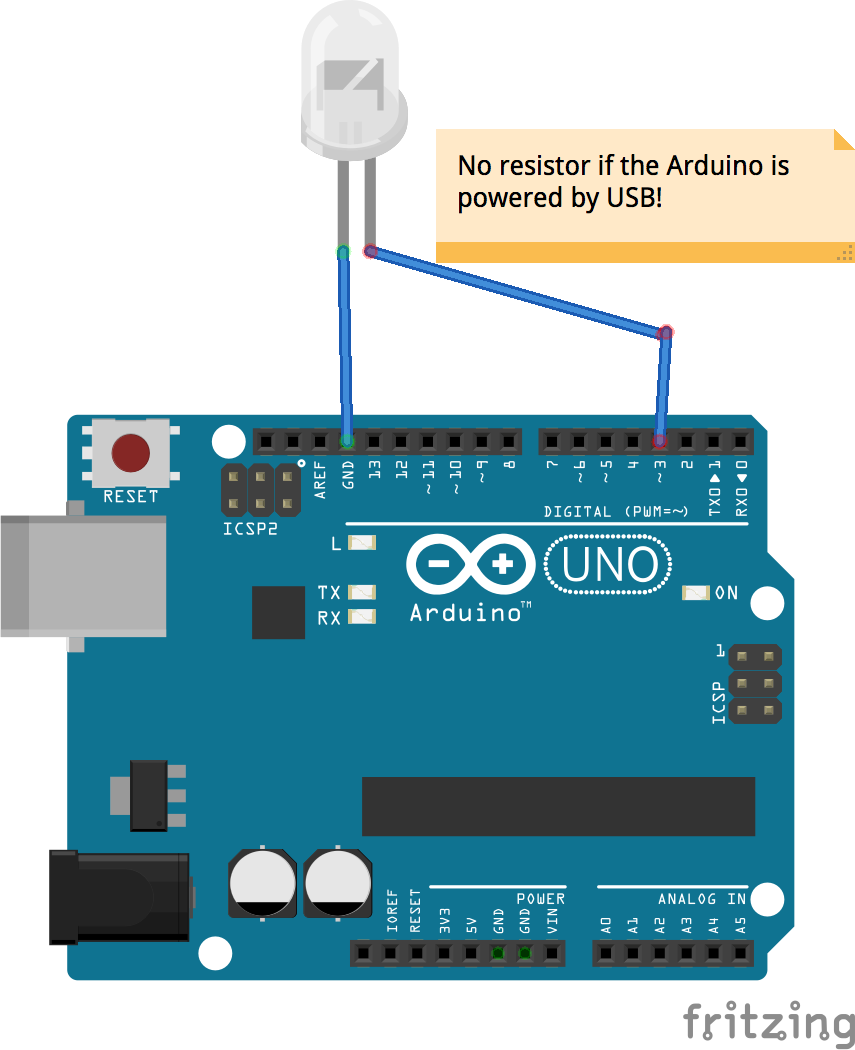 No resistor if the Arduino is
powered by USB!
RESET
ICSP2
AREF
GND
13
12
~11
~10
~9
8
7
~6
~5
4
~3
2
TX0▶1
RX0◀0
DIGITAL (PWM=~)
L
TX
RX
Arduino™
UNO
ON
1
ICSP
POWER
ANALOG IN
IOREF
RESET
3V3
5V
GND
GND
VIN
A0
A1
A2
A3
A4
A5
fritzing